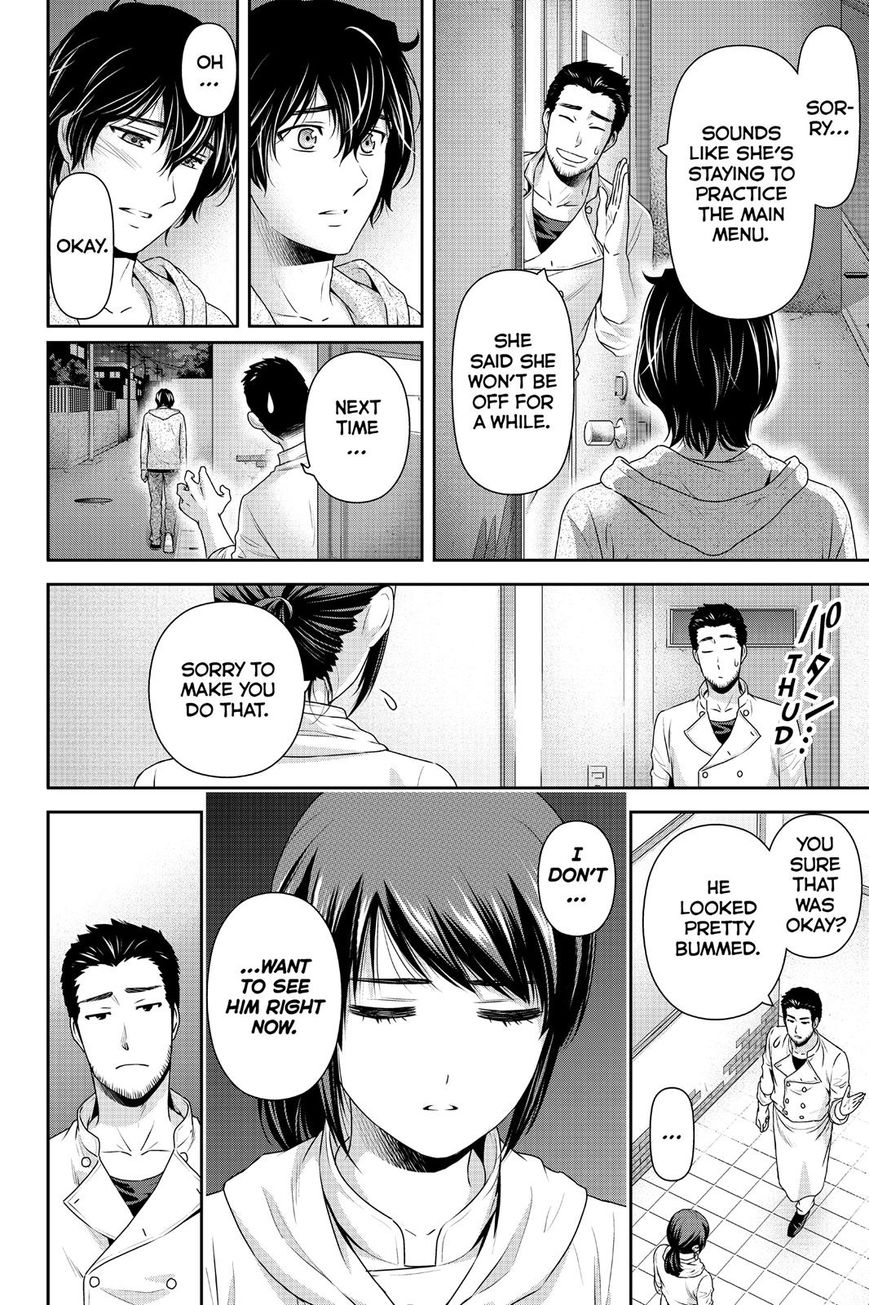 SOR-
RY...
SOUNDS
LIKE SHE'S
STAYING TO
PRACTICE
THE MAIN
MENU.
SHE
SAID SHE
WON'T BE
OFF FOR
A WHILE.
OH
...
OKAY.
NEXT
TIME
...
パタン...
THUD
SORRY TO
MAKE YOU
DO THAT.
YOU
SURE
THAT
WAS
OKAY?
HE
LOOKED
PRETTY
BUMMED.
...
I
DON'T
...
...WANT
TO SEE
HIM RIGHT
NOW.